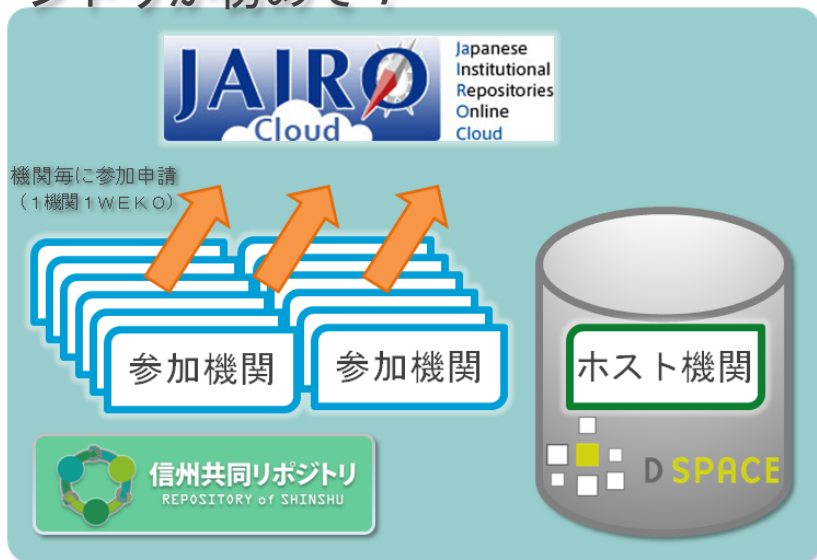 JAIRO
Cloud
Japanese
Institutional
Repositories
Online
Cloud
機関毎に参加申請
（１機関１ＷＥＫＯ）
参加機関
参加機関
ホスト機関
信州共同リポジトリ
REPOSITORY of SHINSHU
D SPACE